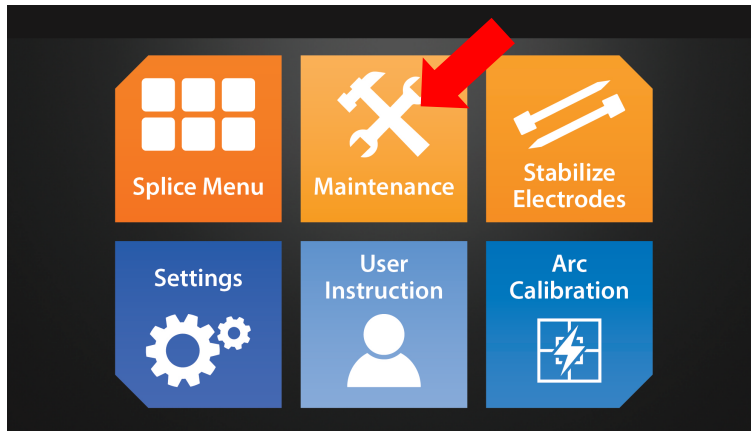 Splice Menu
Maintenance
Stabilize
Electrodes
Settings
User
Instruction
Arc
Calibration